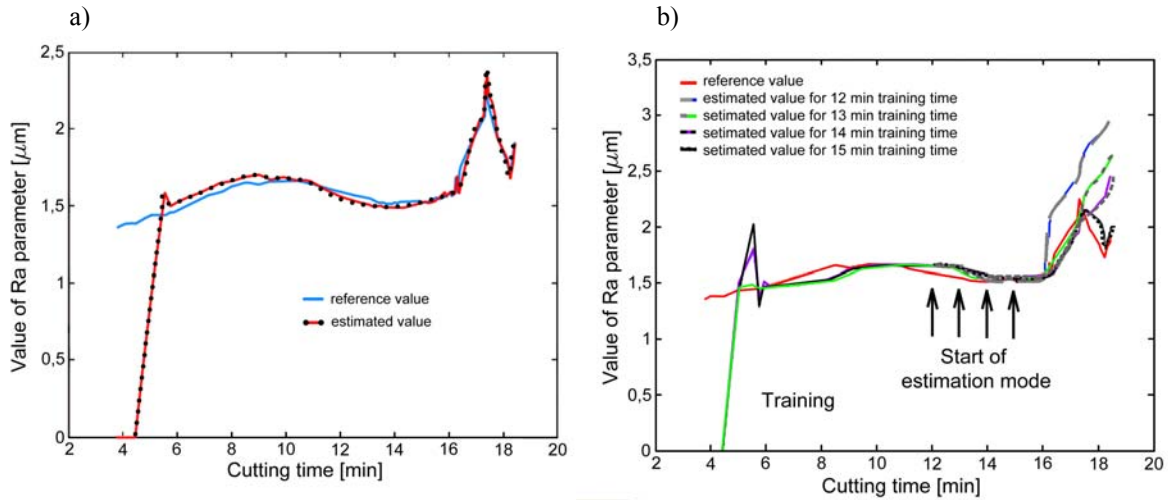 a)
2,5
2
1,5
1
0,5
0
2 4 6 8 10 12 14 16 18 20
Value of Ra parameter [μm]
Cutting time [min]
reference value
estimated value
b)
3,5
3
2,5
2
1,5
1
0,5
0
2 4 6 8 10 12 14 16 18 20
Value of Ra parameter [μm]
Cutting time [min]
reference value
estimated value for 12 min training time
setimated value for 13 min training time
setimated value for 14 min training time
setimated value for 15 min training time
Start of
estimation mode
Training